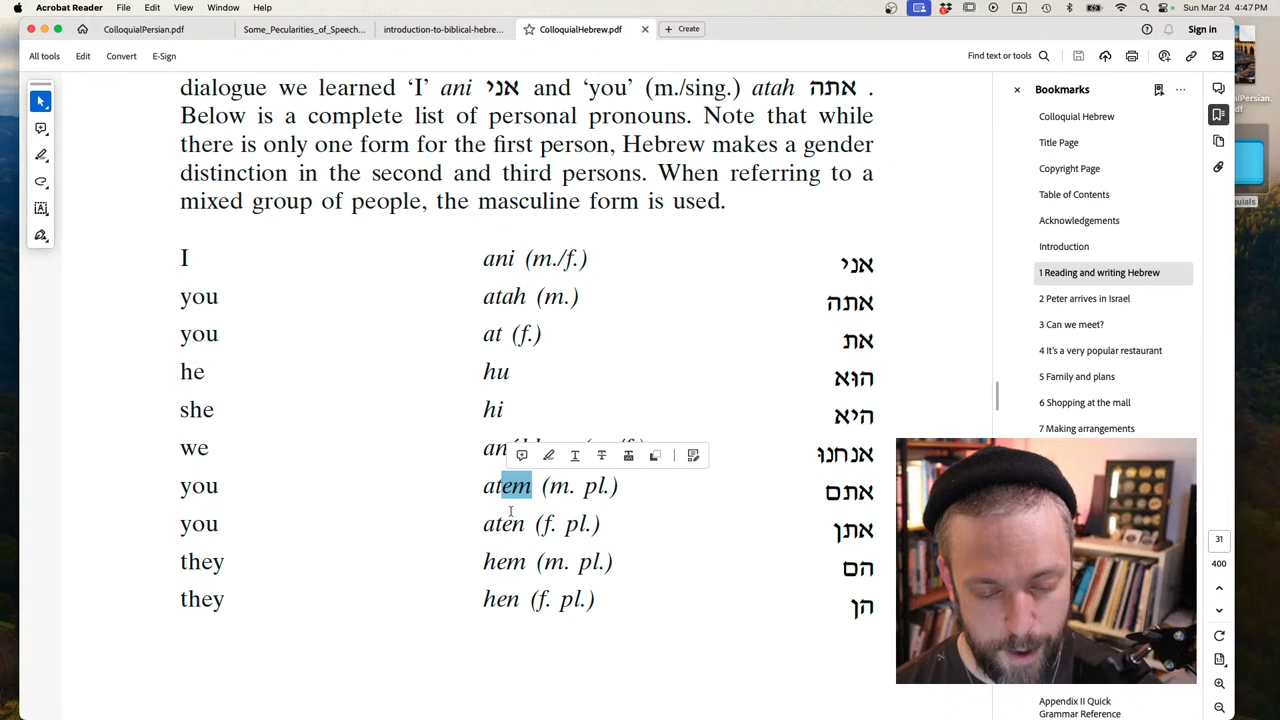 Acrobat Reader File Edit View Window Help
Sun Mar 24 4:47 PM
ColloquialPersian.pdf Some_Pecularities_of_Speech... introduction-to-biblical-hebre... ColloquialHebrew.pdf Create Sign in
All tools Edit Convert E-Sign Find text or tools
dialogue we learned ‘I’ ani אני and ‘you’ (m./sing.) atah אתה .
Below is a complete list of personal pronouns. Note that while
there is only one form for the first person, Hebrew makes a gender
distinction in the second and third persons. When referring to a
mixed group of people, the masculine form is used.
I ani (m./f.) אני
you atah (m.) אתה
you at (f.) את
he hu הוּא
she hi היא
we אנחנוּ
you atem (m. pl.) אתם
you aten (f. pl.) אתן
they hem (m. pl.) הם
they hen (f. pl.) הן
Bookmarks
Colloquial Hebrew
Title Page
Copyright Page
Table of Contents
Acknowledgements
Introduction
1 Reading and writing Hebrew
2 Peter arrives in Israel
3 Can we meet?
4 It’s a very popular restaurant
5 Family and plans
6 Shopping at the mall
7 Making arrangements
Appendix II Quick
Grammar Reference
31
400